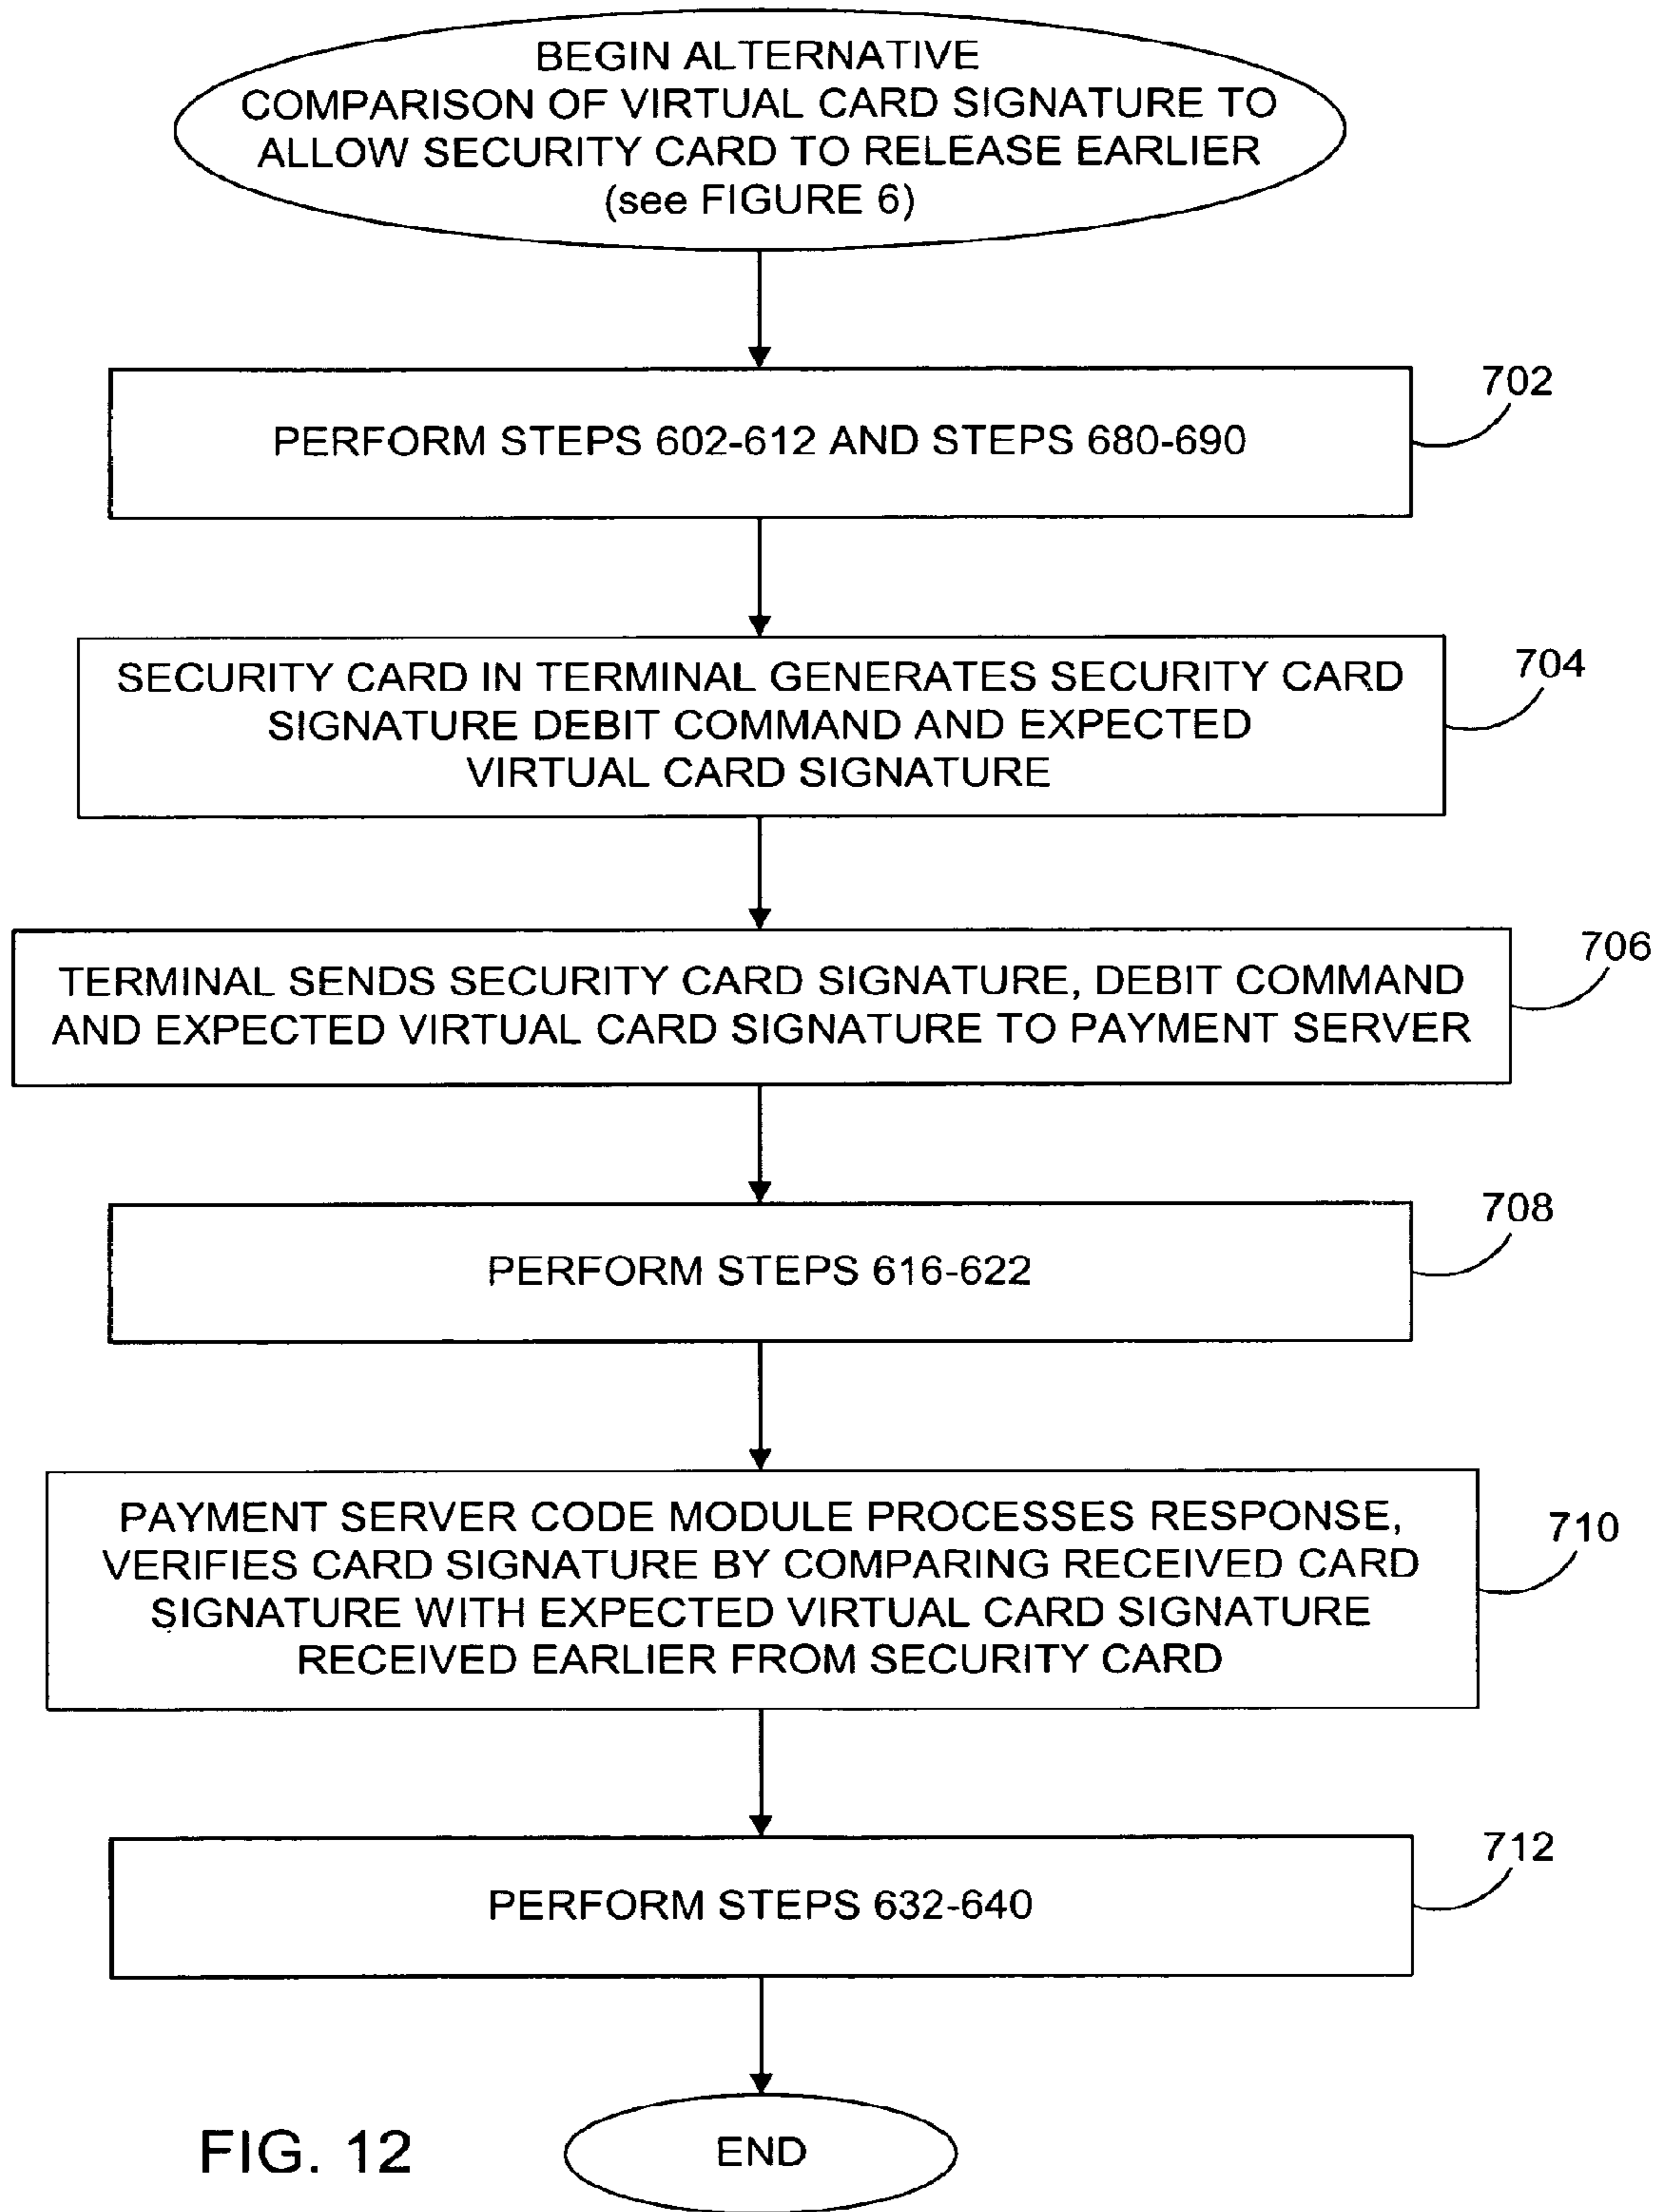 BEGIN ALTERNATIVE
COMPARISON OF VIRTUAL CARD SIGNATURE TO
ALLOW SECURITY CARD TO RELEASE EARLIER
(see FIGURE 6)
702
PERFORM STEPS 602-612 AND STEPS 680-690
704
SECURITY CARD IN TERMINAL GENERATES SECURITY CARD
SIGNATURE DEBIT COMMAND AND EXPECTED
VIRTUAL CARD SIGNATURE
706
TERMINAL SENDS SECURITY CARD SIGNATURE, DEBIT COMMAND
AND EXPECTED VIRTUAL CARD SIGNATURE TO PAYMENT SERVER
708
PERFORM STEPS 616-622
710
PAYMENT SERVER CODE MODULE PROCESSES RESPONSE,
VERIFIES CARD SIGNATURE BY COMPARING RECEIVED CARD
SIGNATURE WITH EXPECTED VIRTUAL CARD SIGNATURE
RECEIVED EARLIER FROM SECURITY CARD
712
PERFORM STEPS 632-640
FIG. 12
END